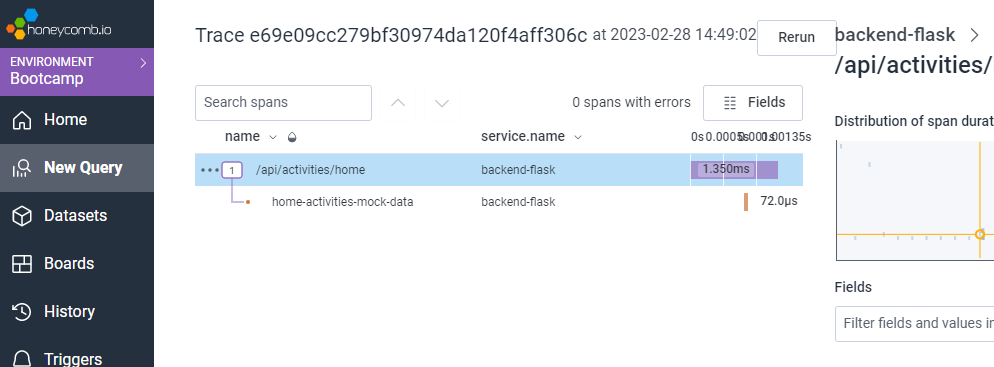 honeycomb.io
ENVIRONMENT
Bootcamp
Home
New Query
Datasets
Boards
History
Triggers
Trace e69e09cc279bf30974da120f4aff306c at 2023-02-28 14:49:02
Rerun
Search spans
0 spans with errors
Fields
name service.name 0s 0.0005s 0.001s 0.00135s
1 /api/activities/home backend-flask 1.350ms
home-activities-mock-data backend-flask 72.0μs
backend-flask
/api/activities/
Distribution of span durat
Fields
Filter fields and values in